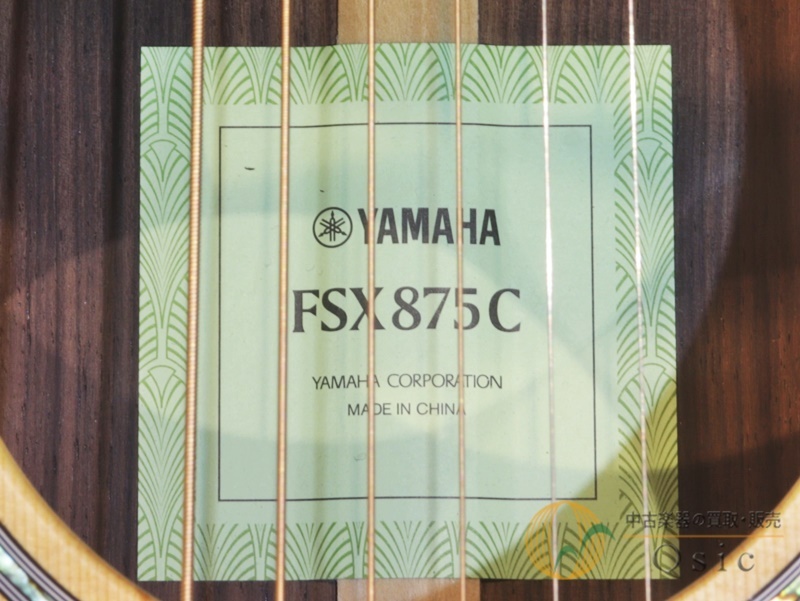 YAMAHA
FSX875C
YAMAHA CORPORATION
MADE IN CHINA
中古楽器の買取・販売
Qsic